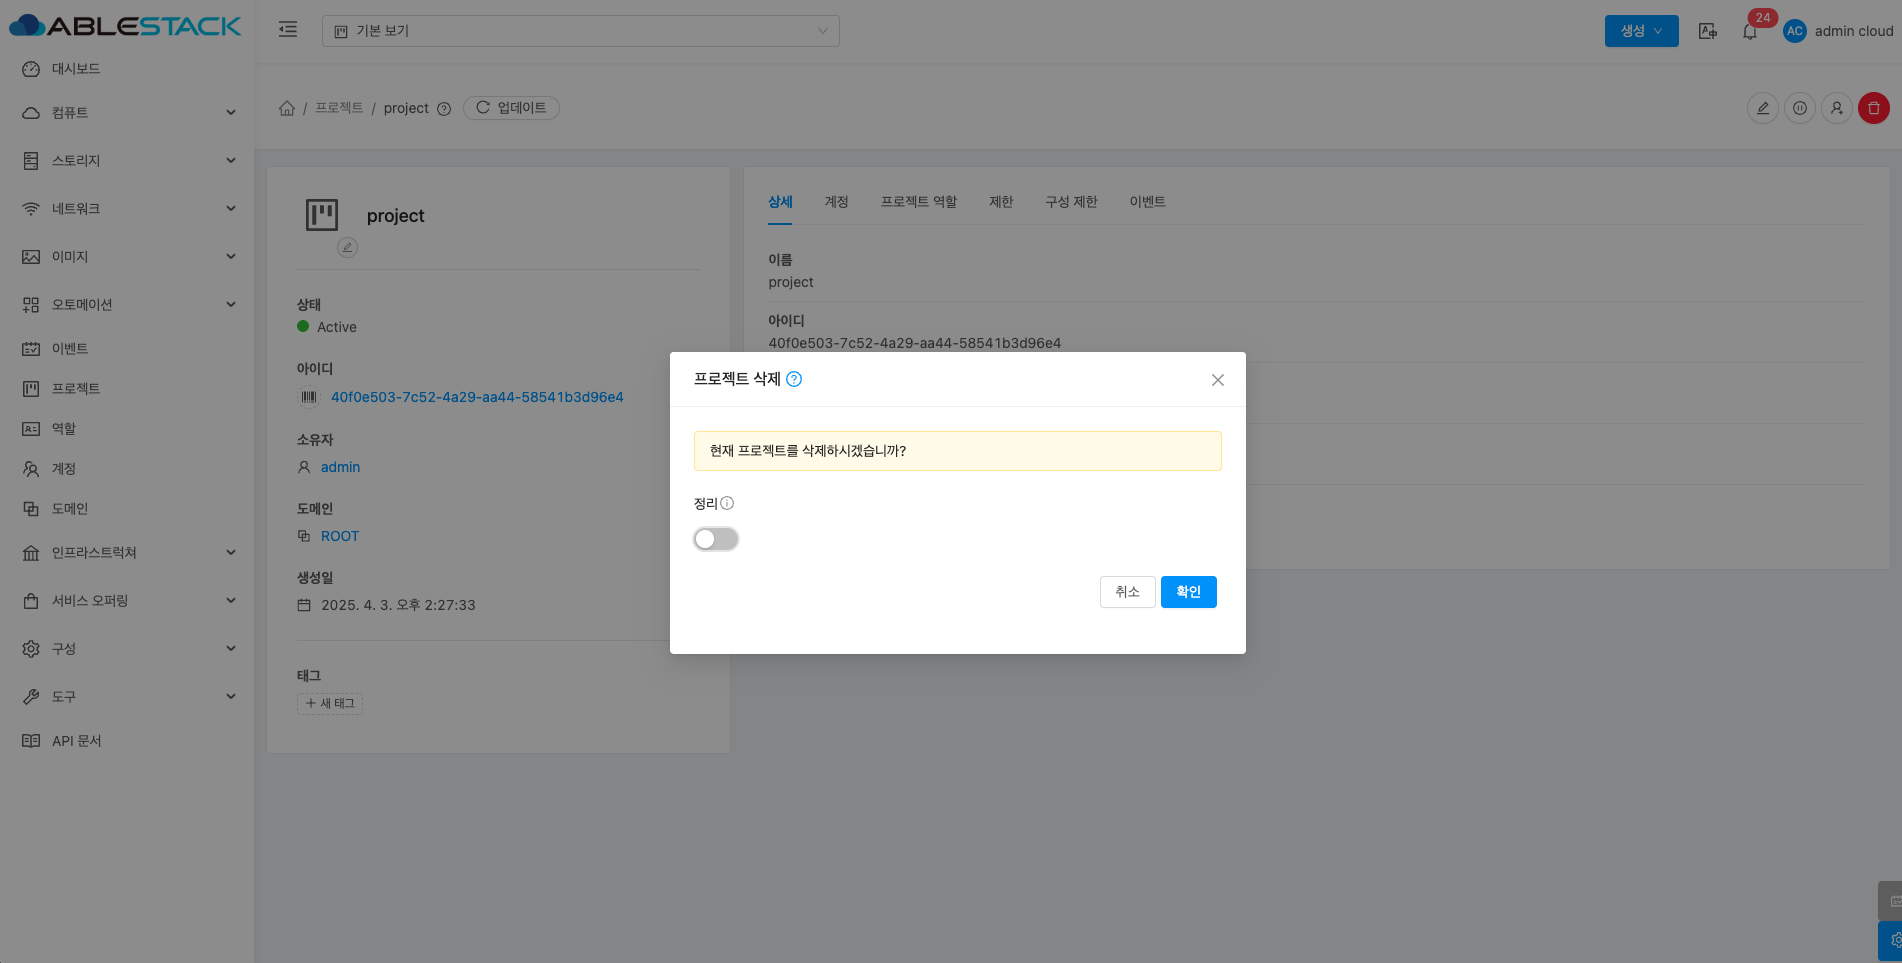 ABLESTACK
기본 보기
생성
24
AC
admin cloud
대시보드
컴퓨트
스토리지
네트워크
이미지
오토메이션
이벤트
프로젝트
역할
계정
도메인
인프라스트럭쳐
서비스 오퍼링
구성
도구
API 문서
/ 프로젝트 / project
업데이트
project
상태
Active
아이디
40f0e503-7c52-4a29-aa44-58541b3d96e4
소유자
admin
도메인
ROOT
생성일
2025. 4. 3. 오후 2:27:33
태그
+ 새 태그
상세 계정 프로젝트 역할 제한 구성 제한 이벤트
이름
project
아이디
40f0e503-7c52-4a29-aa44-58541b3d96e4
프로젝트 삭제
현재 프로젝트를 삭제하시겠습니까?
정리
취소
확인